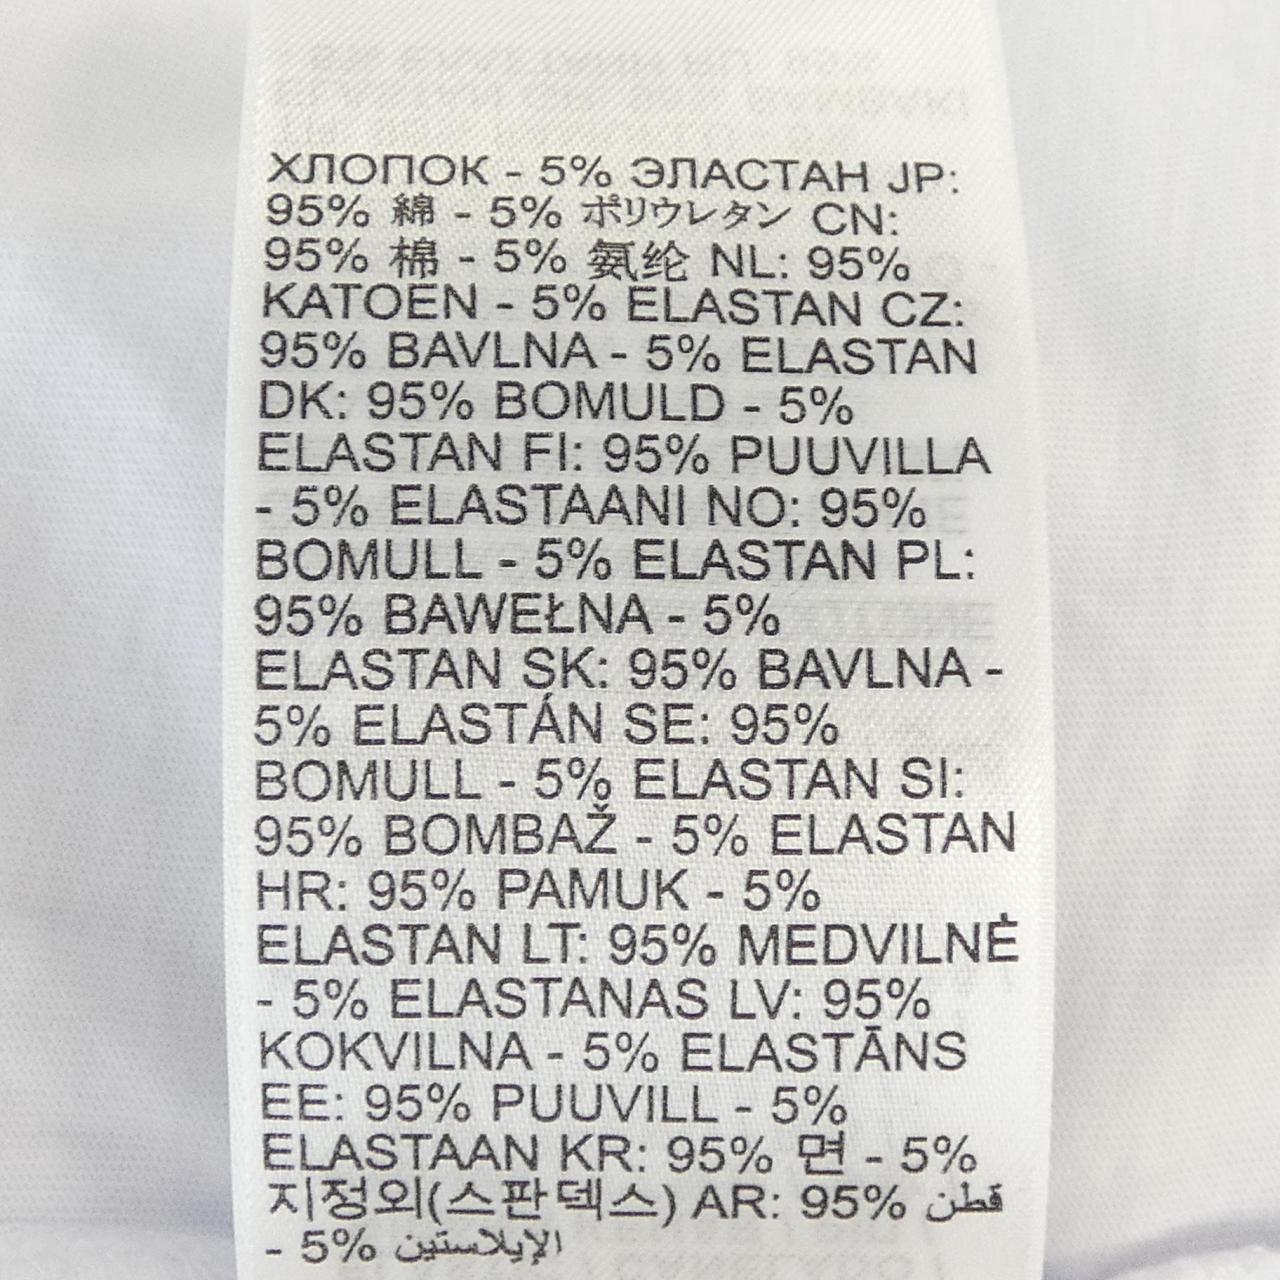 ХЛОПОК - 5% ЭЛАСТАН JP:
95% 綿 - 5% ポリウレタン CN:
95% 棉 - 5% 氨纶 NL: 95%
KATOEN - 5% ELASTAN CZ:
95% BAVLNA - 5% ELASTAN
DK: 95% BOMULD - 5%
ELASTAN FI: 95% PUUVILLA
- 5% ELASTAANI NO: 95%
BOMULL - 5% ELASTAN PL:
95% BAWEŁNA - 5%
ELASTAN SK: 95% BAVLNA -
5% ELASTÁN SE: 95%
BOMULL - 5% ELASTAN SI:
95% BOMBAŽ - 5% ELASTAN
HR: 95% PAMUK - 5%
ELASTAN LT: 95% MEDVILNĖ
- 5% ELASTANAS LV: 95%
KOKVILNA - 5% ELASTĀNS
EE: 95% PUUVILL - 5%
ELASTAAN KR: 95% 면 - 5%
지정외(스판덱스) AR: 95% قطن
- 5% الإيلاستين